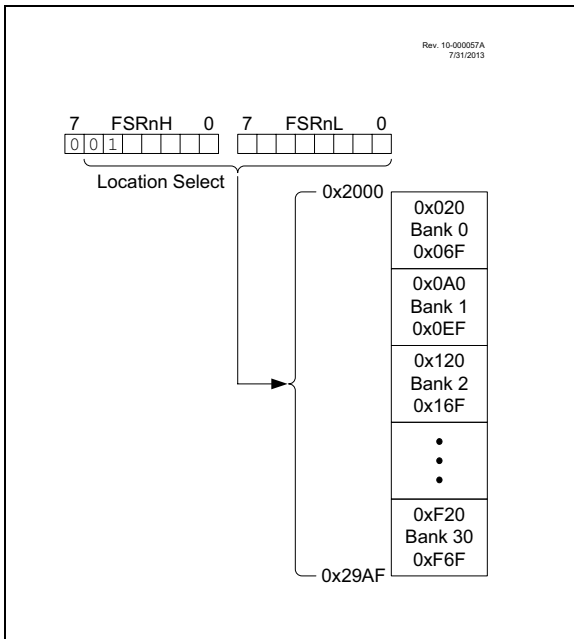 Rev. 10-000057A
7/31/2013
7 FSRnH 0 7 FSRnL 0
0 0 1
Location Select
0x2000
0x020
Bank 0
0x06F
0x0A0
Bank 1
0x0EF
0x120
Bank 2
0x16F
0xF20
Bank 30
0xF6F
0x29AF